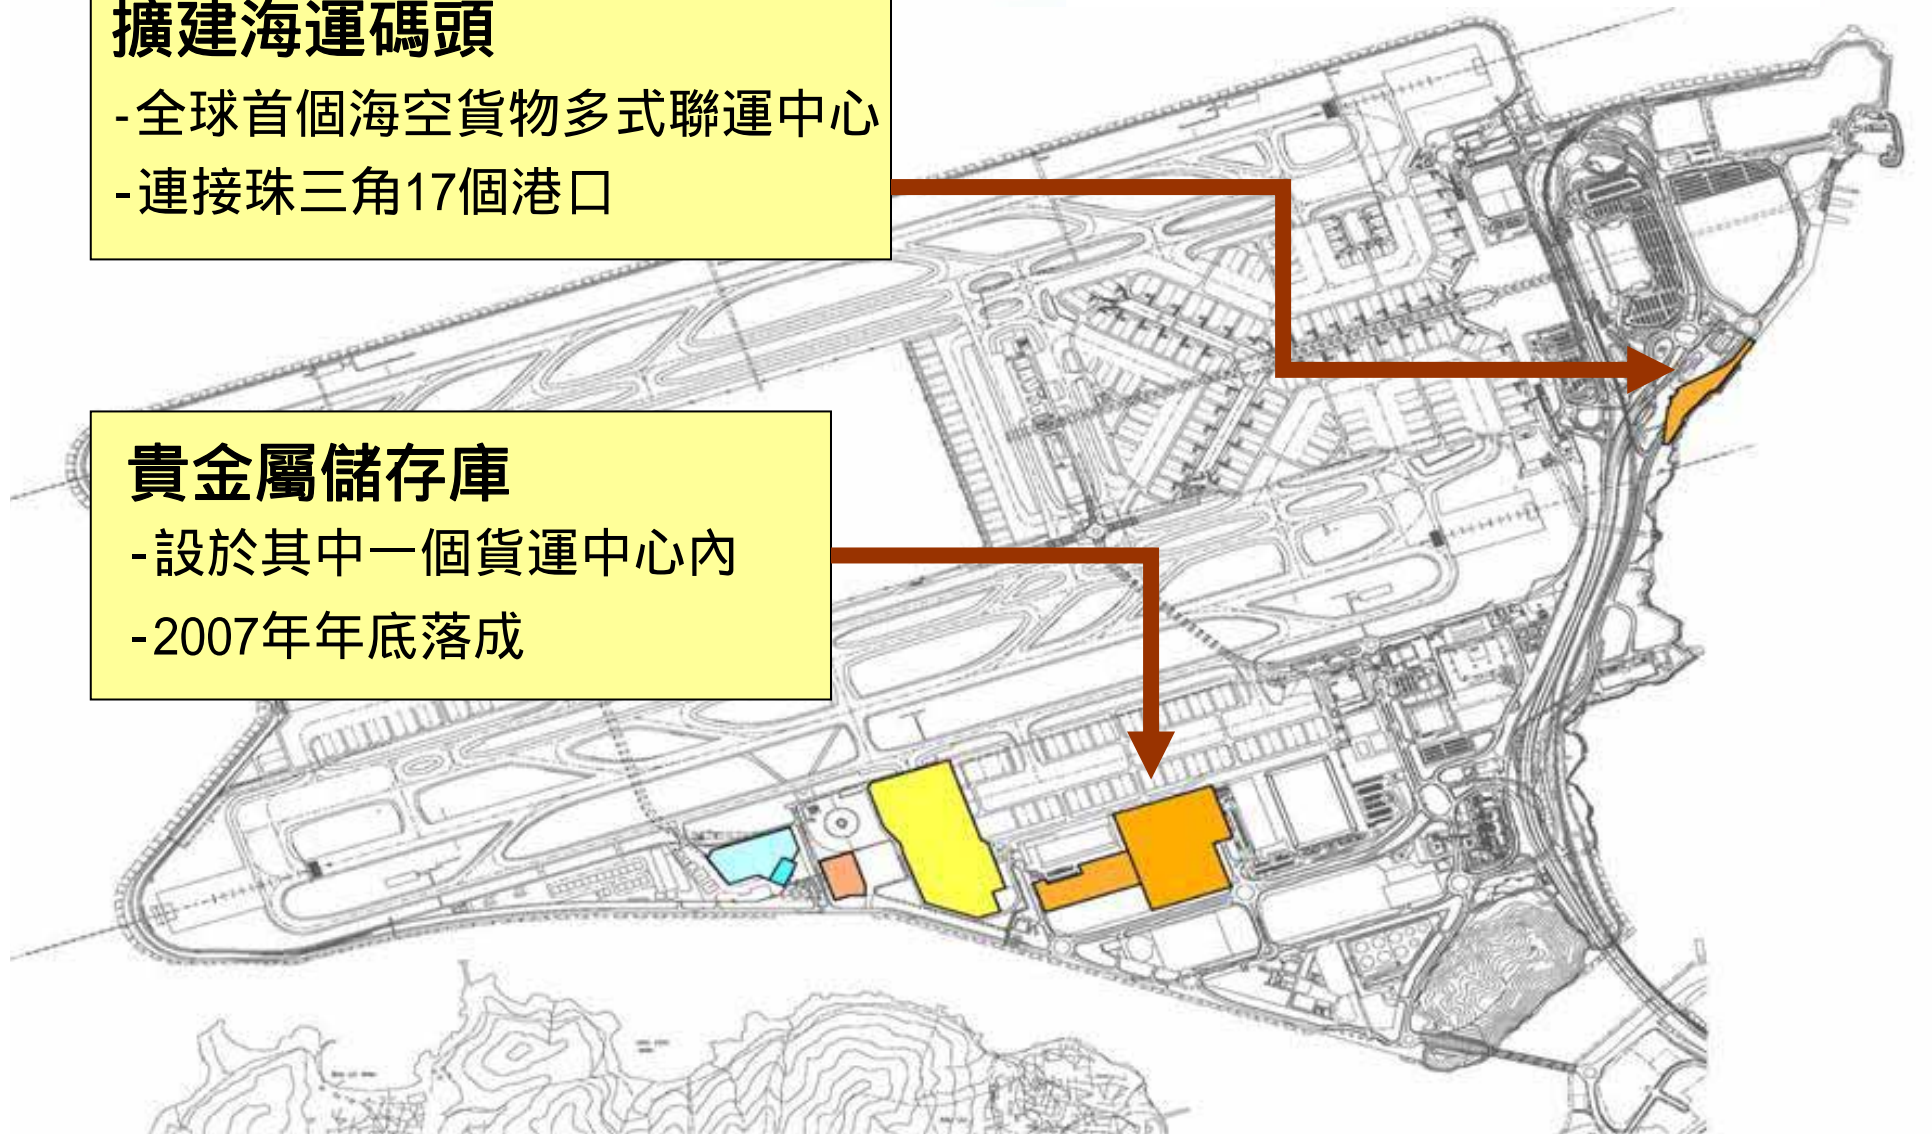 擴建海運碼頭
-全球首個海空貨物多式聯運中心
-連接珠三角17個港口
貴金屬儲存庫
-設於其中一個貨運中心內
-2007年年底落成